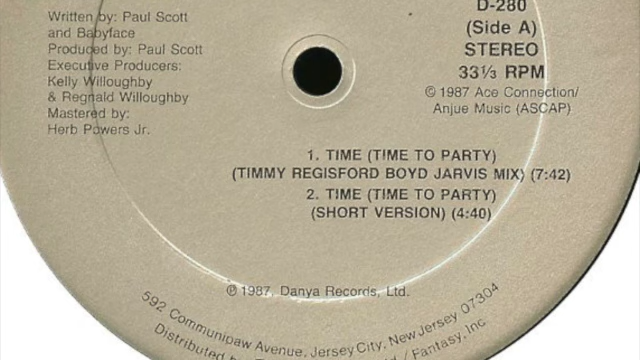 Written by: Paul Scott
and Babyface
Produced by: Paul Scott
Executive Producers:
Kelly Willoughby
& Regnald Willoughby
Mastered by:
Herb Powers Jr.
D-280
(Side A)
STEREO
33⅓ RPM
© 1987 Ace Connection/
Anjue Music (ASCAP)
1. TIME (TIME TO PARTY)
(TIMMY REGISFORD BOYD JARVIS MIX) (7:42)
2. TIME (TIME TO PARTY)
(SHORT VERSION) (4:40)
℗ 1987, Danya Records, Ltd.
592 Communipaw Avenue, Jersey City, New Jersey 07304
Distributed by / Fantasy, Inc